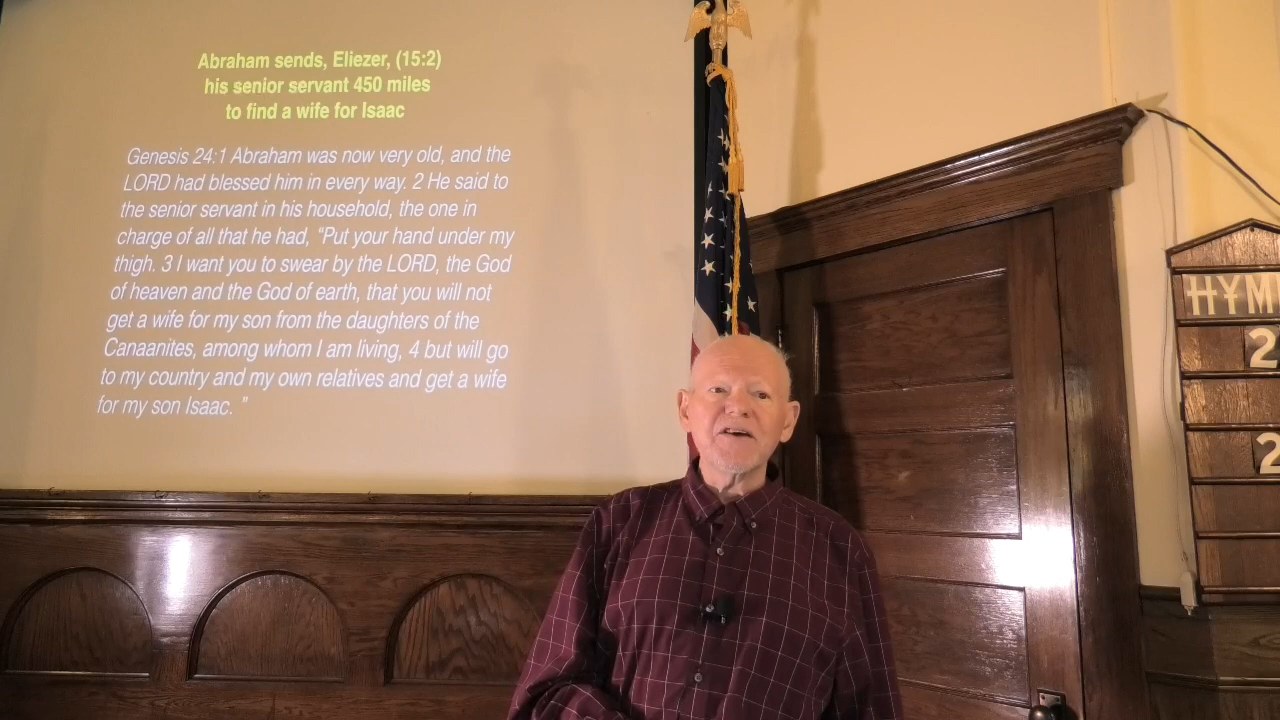 Abraham sends, Eliezer, (15:2)
his senior servant 450 miles
to find a wife for Isaac
Genesis 24:1 Abraham was now very old, and the
LORD had blessed him in every way. 2 He said to
the senior servant in his household, the one in
charge of all that he had, “Put your hand under my
thigh. 3 I want you to swear by the LORD, the God
of heaven and the God of earth, that you will not
get a wife for my son from the daughters of the
Canaanites, among whom I am living, 4 but will go
to my country and my own relatives and get a wife
for my son Isaac. ”
HYM
2
2